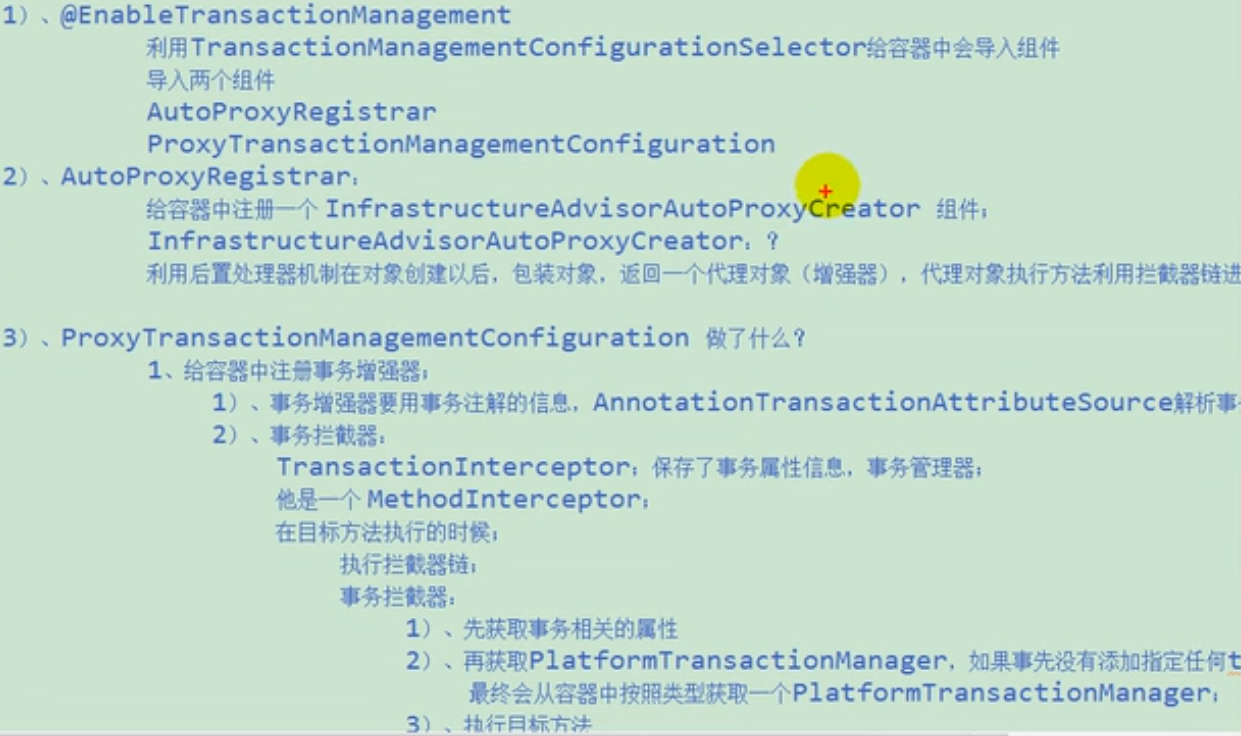 1）、@EnableTransactionManagement
利用TransactionManagementConfigurationSelector给容器中会导入组件
导入两个组件
AutoProxyRegistrar
ProxyTransactionManagementConfiguration
2）、AutoProxyRegistrar：
给容器中注册一个 InfrastructureAdvisorAutoProxyCreator 组件；
InfrastructureAdvisorAutoProxyCreator：？
利用后置处理器机制在对象创建以后，包装对象，返回一个代理对象（增强器），代理对象执行方法利用拦截器链进
3）、ProxyTransactionManagementConfiguration 做了什么？
1、给容器中注册事务增强器；
1）、事务增强器要用事务注解的信息，AnnotationTransactionAttributeSource解析事
2）、事务拦截器：
TransactionInterceptor；保存了事务属性信息，事务管理器；
他是一个 MethodInterceptor；
在目标方法执行的时候；
执行拦截器链；
事务拦截器：
1）、先获取事务相关的属性
2）、再获取PlatformTransactionManager，如果事先没有添加指定任何t
最终会从容器中按照类型获取一个PlatformTransactionManager；
3）、执行目标方法